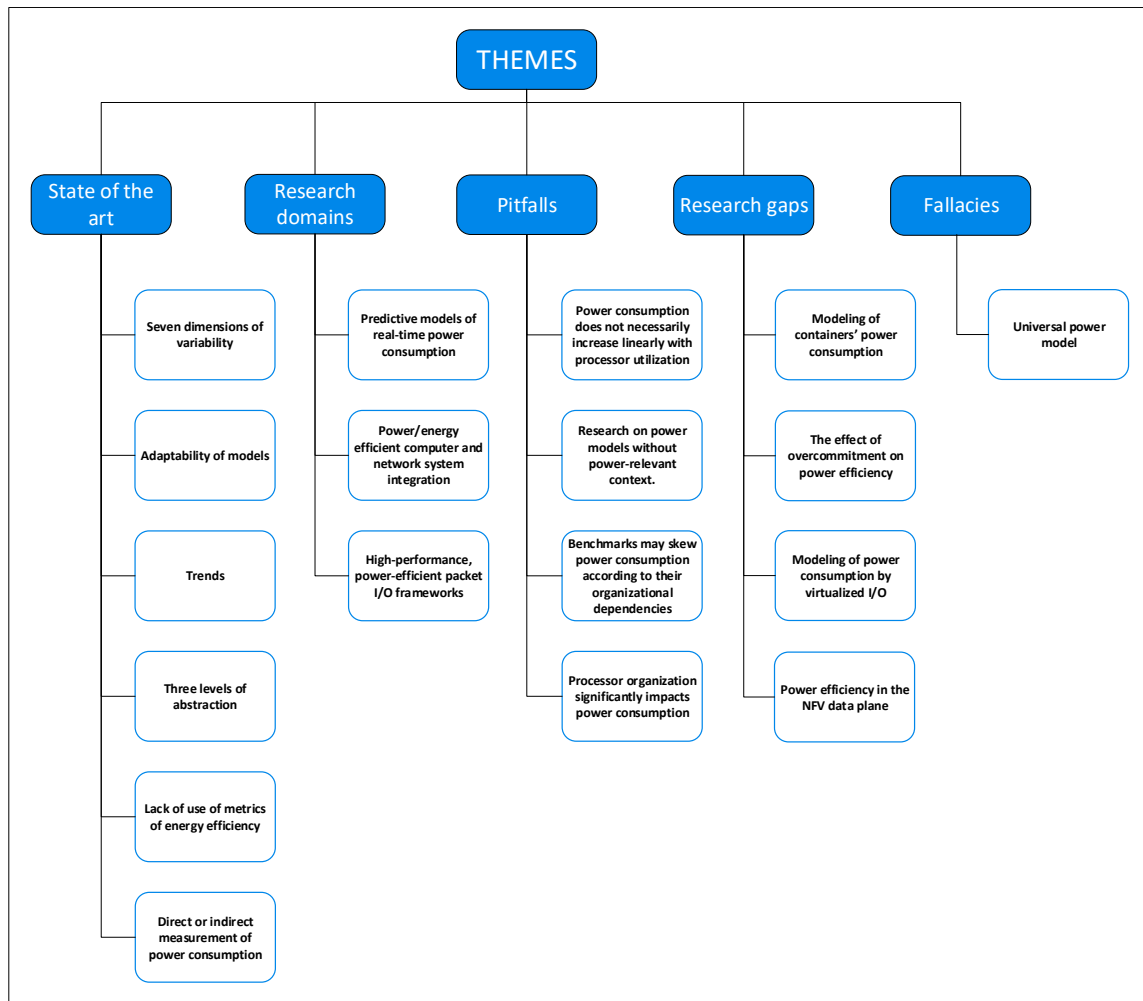 THEMES
State of the
art
Seven dimensions of
variability
Adaptability of models
Trends
Three levels of
abstraction
Lack of use of metrics
of energy efficiency
Direct or indirect
measurement of
power consumption
Research
domains
Predictive models of
real-time power
consumption
Power/energy
efficient computer and
network system
integration
High-performance,
power-efficient packet
I/O frameworks
Pitfalls
Power consumption
does not necessarily
increase linearly with
processor utilization
Research on power
models without
power-relevant
context.
Benchmarks may skew
power consumption
according to their
organizational
dependencies
Processor organization
significantly impacts
power consumption
Research gaps
Modeling of
containers’ power
consumption
The effect of
overcommitment on
power efficiency
Modeling of power
consumption by
virtualized I/O
Power efficiency in the
NFV data plane
Fallacies
Universal power
model